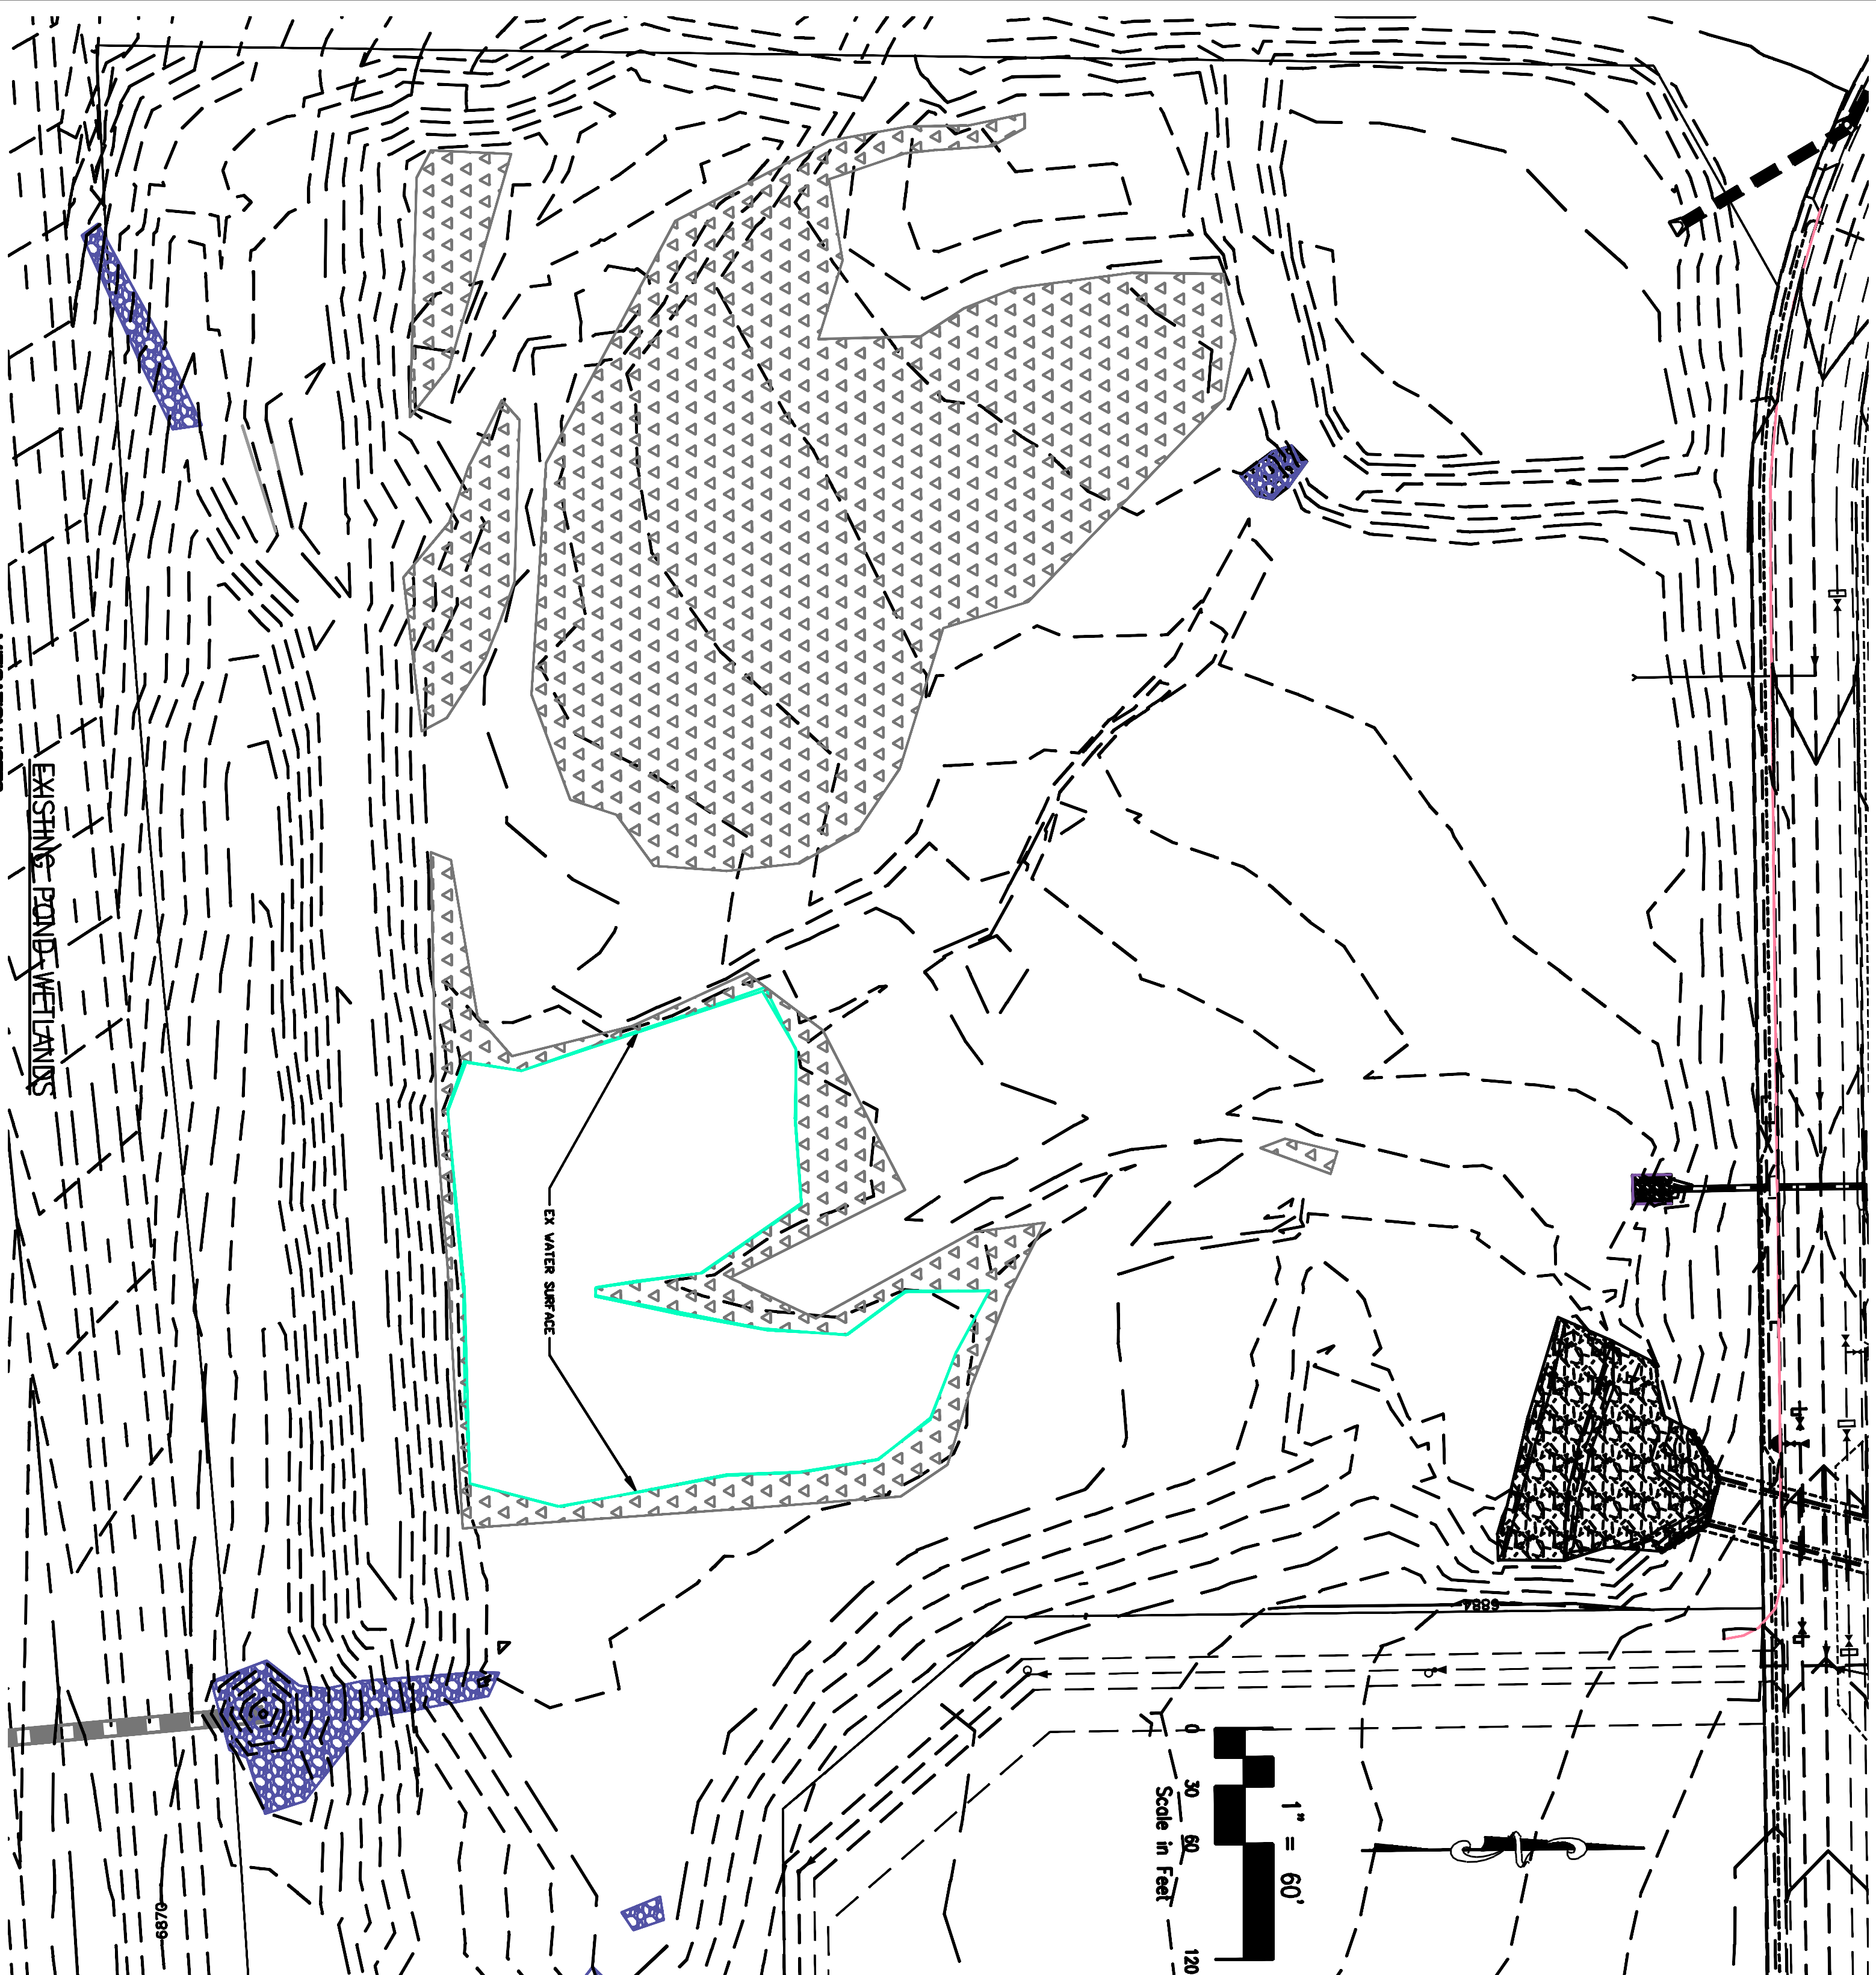 EXISTING POND-WETLANDS
EX WATER SURFACE
6884
1" = 60'
0 30 60 120
Scale in Feet
6870